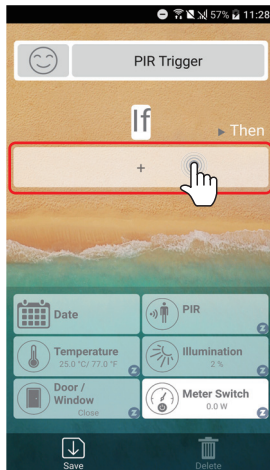 57% 11:28
PIR Trigger
If
Then
+
Date
PIR
Temperature
25.0 °C/ 77.0 °F
Illumination
2 %
Door /
Window
Close
Meter Switch
0.0 W
Save
Delete